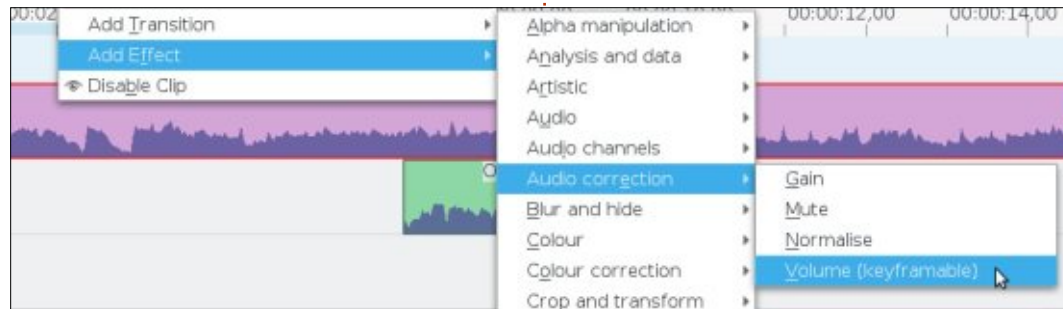 00:02
00:00:12,00
00:00:14,00
Add Transition
Add Effect
Disable Clip
Alpha manipulation
Analysis and data
Artistic
Audio
Audio channels
Audio correction
Blur and hide
Colour
Colour correction
Crop and transform
Gain
Mute
Normalise
Volume (keyframable)